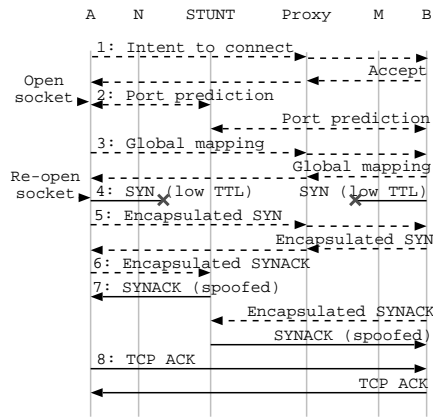 A N STUNT Proxy M B
1: Intent to connect
Accept
Open
socket
2: Port prediction
Port prediction
3: Global mapping
Global mapping
Re-open
socket
4: SYN (low TTL) SYN (low TTL)
5: Encapsulated SYN
Encapsulated SYN
6: Encapsulated SYNACK
7: SYNACK (spoofed)
Encapsulated SYNACK
SYNACK (spoofed)
8: TCP ACK
TCP ACK